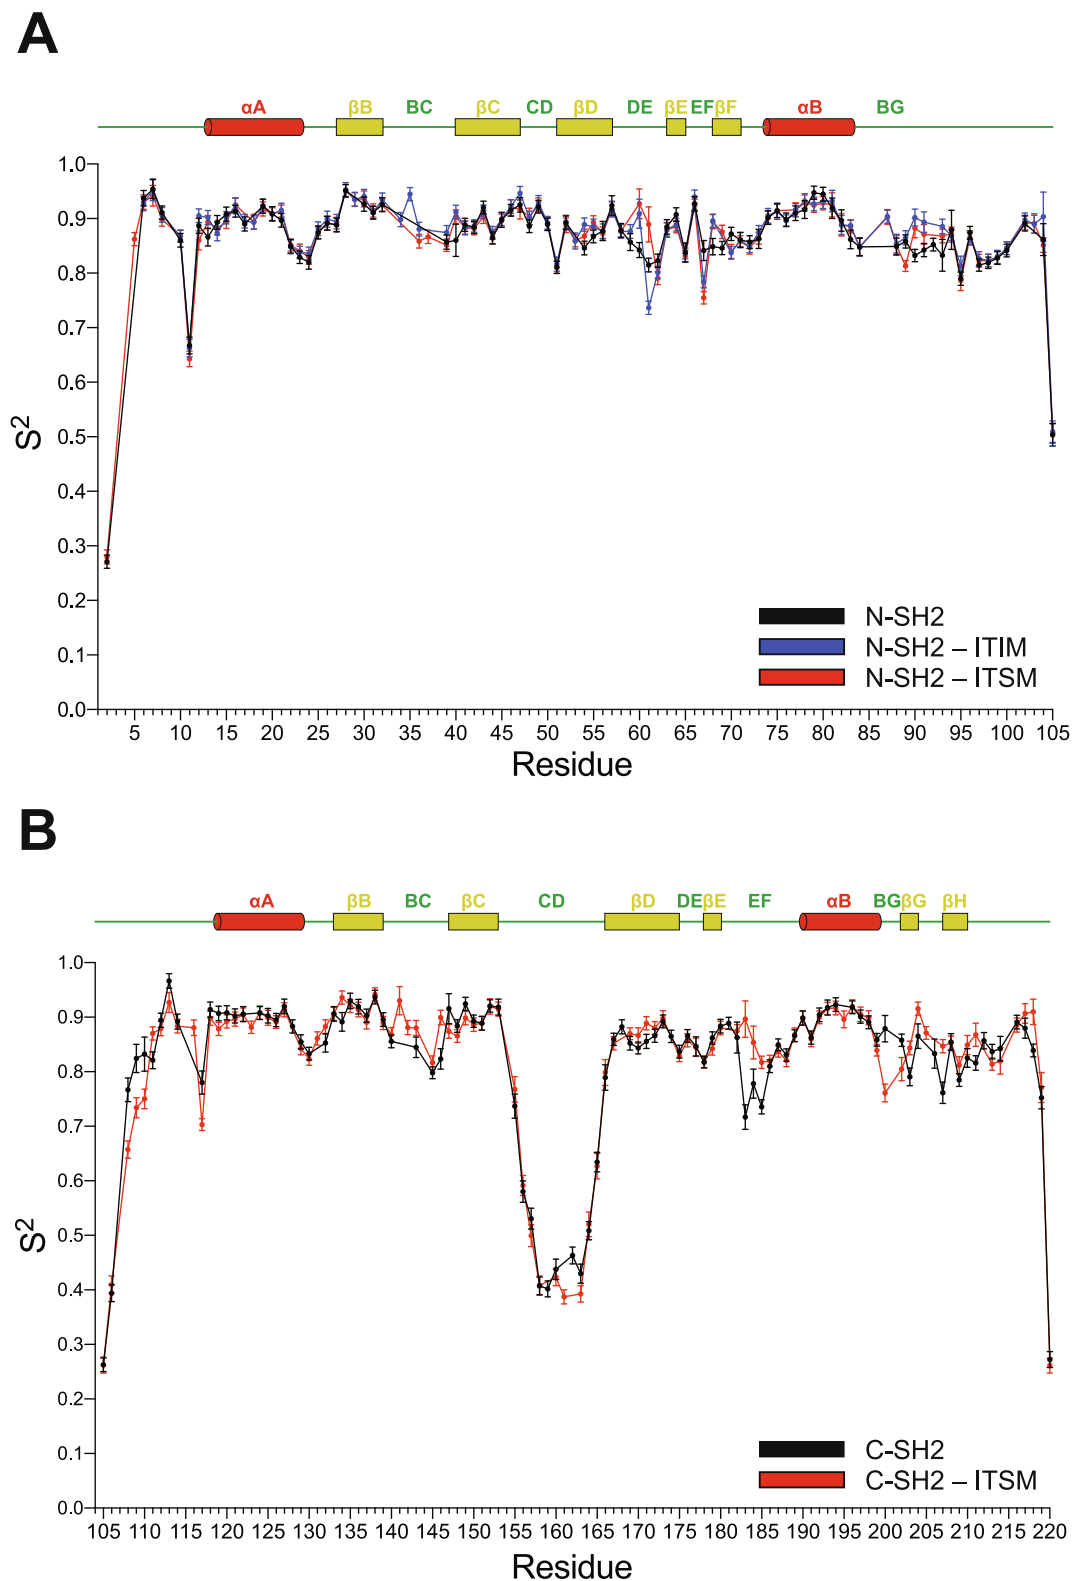 A
αA βB BC βC CD βD DE βE EF βF αB BG
1.0
0.9
0.8
0.7
0.6
0.5
0.4
0.3
0.2
0.1
0.0
S²
N-SH2
N-SH2 – ITIM
N-SH2 – ITSM
5 10 15 20 25 30 35 40 45 50 55 60 65 70 75 80 85 90 95 100 105
Residue
B
αA βB BC βC CD βD DE βE EF αB BG βG βH
1.0
0.9
0.8
0.7
0.6
0.5
0.4
0.3
0.2
0.1
0.0
S²
C-SH2
C-SH2 – ITSM
105 110 115 120 125 130 135 140 145 150 155 160 165 170 175 180 185 190 195 200 205 210 215 220
Residue